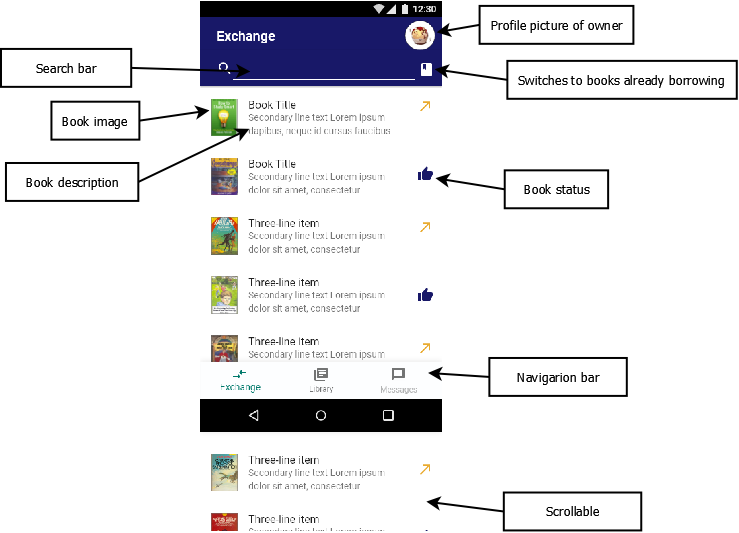 12:30
Exchange
Profile picture of owner
Search bar
Switches to books already borrowing
Book image
Book Title
Secondary line text Lorem ipsum
dapibus, neque id cursus faucibus
Book description
Book Title
Secondary line text Lorem ipsum
dolor sit amet, consectetur
Book status
Three-line item
Secondary line text Lorem ipsum
dolor sit amet, consectetur
Three-line item
Secondary line text Lorem ipsum
dolor sit amet, consectetur
Three-line item
Secondary line text Lorem ipsum
Navigarion bar
Exchange
Library
Messages
Three-line item
Secondary line text Lorem ipsum
dolor sit amet, consectetur
Scrollable
Three-line item
Secondary line text Lorem ipsum